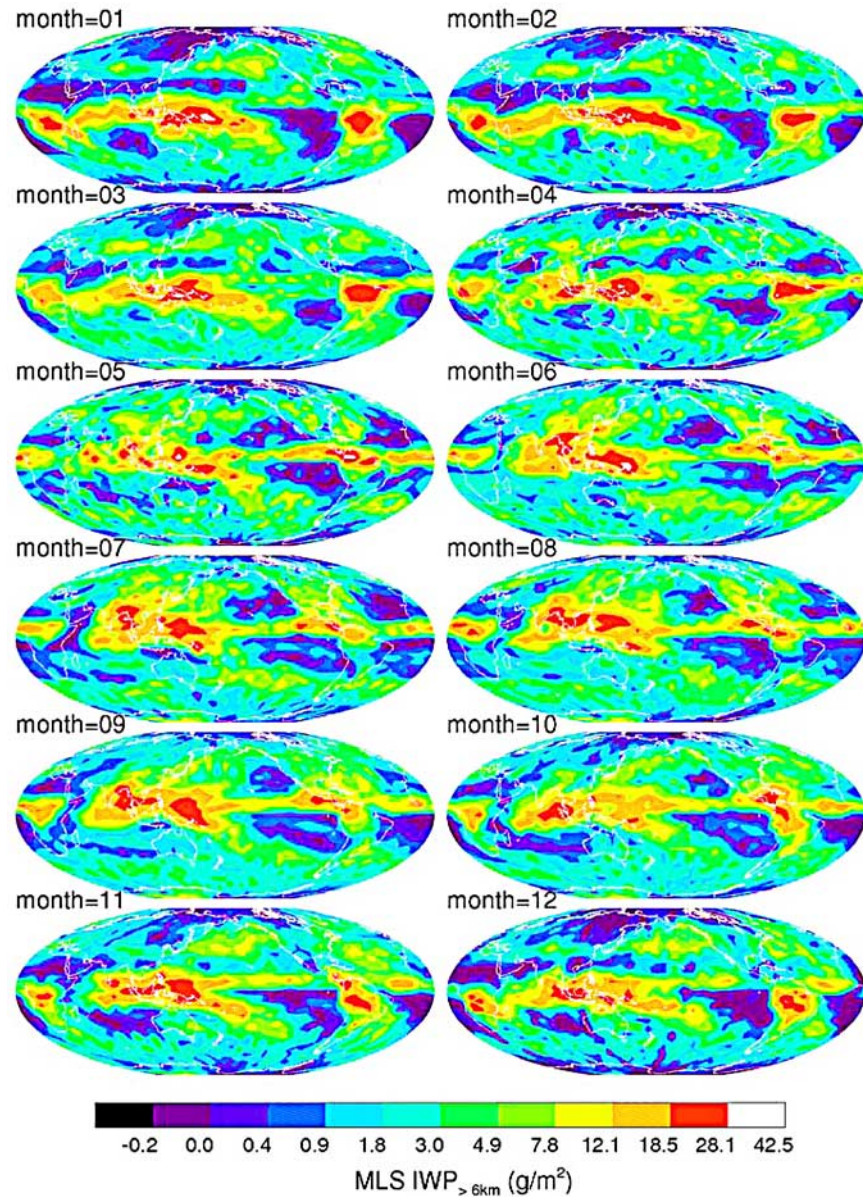 month=01 month=02
month=03 month=04
month=05 month=06
month=07 month=08
month=09 month=10
month=11 month=12
-0.2 0.0 0.4 0.9 1.8 3.0 4.9 7.8 12.1 18.5 28.1 42.5
MLS IWP > 6km (g/m²)